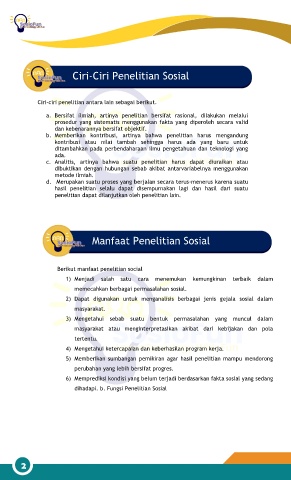 Ciri-Ciri Penelitian Sosial
Ciri-ciri penelitian antara lain sebagai berikut.
a. Bersifat ilmiah, artinya penelitian bersifat rasional, dilakukan melalui
prosedur yang sistematis menggunakan fakta yang diperoleh secara valid
dan kebenarannya bersifat objektif.
b. Memberikan kontribusi, artinya bahwa penelitian harus mengandung
kontribusi atau nilai tambah sehingga harus ada yang baru untuk
ditambahkan pada perbendaharaan ilmu pengetahuan dan teknologi yang
ada.
c. Analitis, artinya bahwa suatu penelitian harus dapat diuraikan atau
dibuktikan dengan hubungan sebab akibat antarvariabelnya menggunakan
metode ilmiah.
d. Merupakan suatu proses yang berjalan secara terus-menerus karena suatu
hasil penelitian selalu dapat disempurnakan lagi dan hasil dari suatu
penelitan dapat dilanjutkan oleh penelitian lain.
Manfaat Penelitian Sosial
Berikut manfaat penelitian social
1) Menjadi salah satu cara menemukan kemungkinan terbaik dalam
memecahkan berbagai permasalahan sosial.
2) Dapat digunakan untuk menganalisis berbagai jenis gejala sosial dalam
masyarakat.
3) Mengetahui sebab suatu bentuk permasalahan yang muncul dalam
masyarakat atau menginterpretasikan akibat dari kebijakan dan pola
tertentu.
4) Mengetahui ketercapaian dan keberhasilan program kerja.
5) Memberikan sumbangan pemikiran agar hasil penelitian mampu mendorong
perubahan yang lebih bersifat progres.
6) Memprediksi kondisi yang belum terjadi berdasarkan fakta sosial yang sedang
dihadapi. b. Fungsi Penelitian Sosial
2